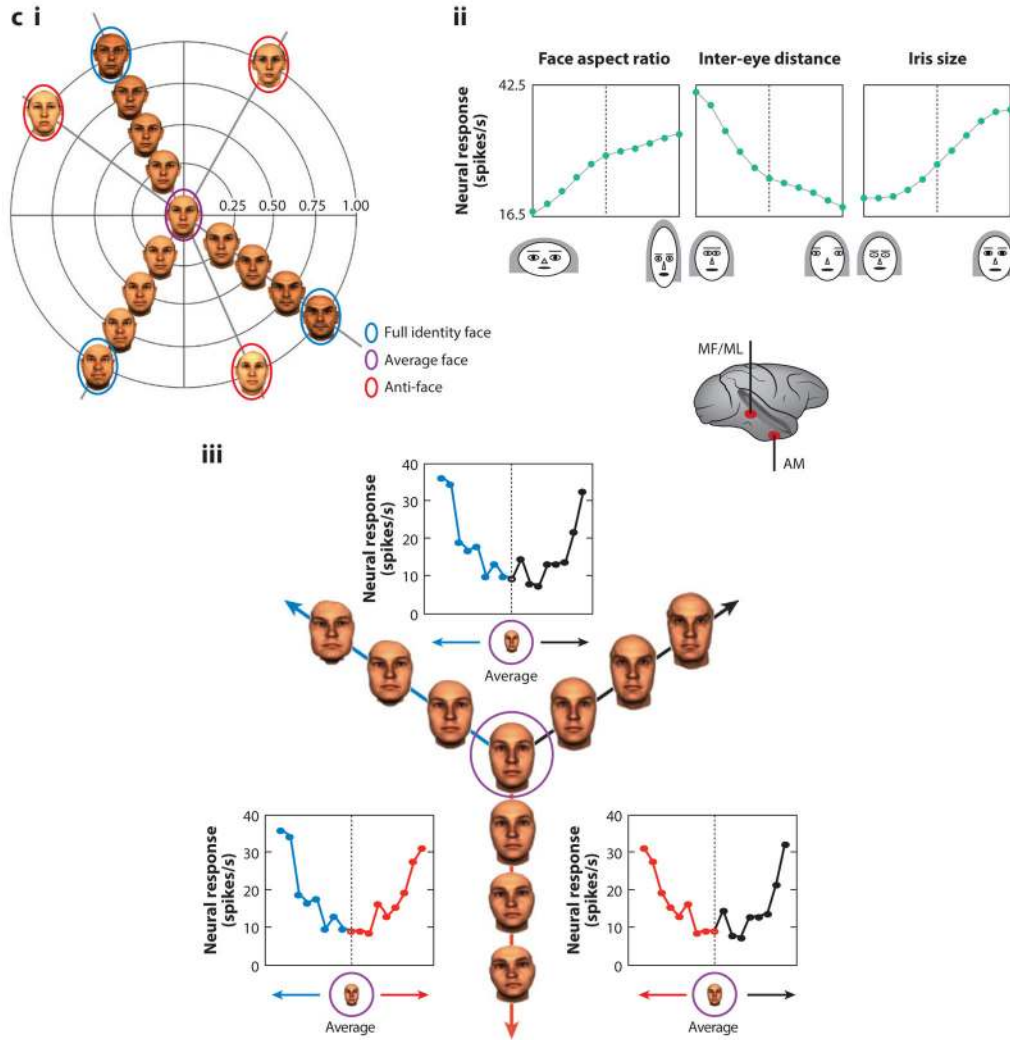 c i
0.25 0.50 0.75 1.00
Full identity face
Average face
Anti-face
ii
Face aspect ratio
Inter-eye distance
Iris size
Neural response
(spikes/s)
42.5
16.5
MF/ML
AM
iii
Neural response
(spikes/s)
40
30
20
10
0
Average
Neural response
(spikes/s)
40
30
20
10
0
Average
Neural response
(spikes/s)
40
30
20
10
0
Average